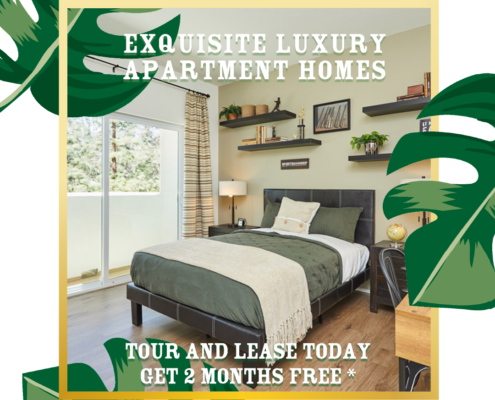 EXQUISITE LUXURY
APARTMENT HOMES
TOUR AND LEASE TODAY
GET 2 MONTHS FREE*